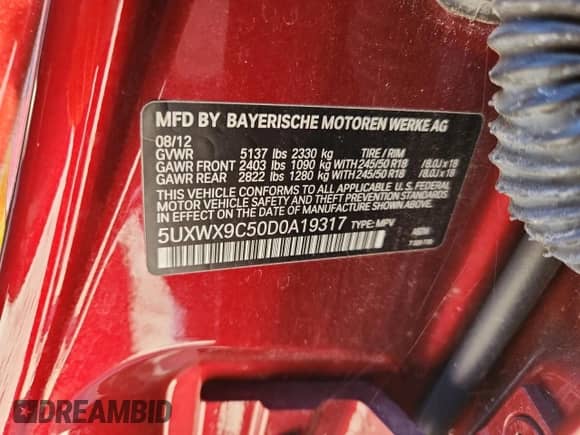 MFD BY BAYERISCHE MOTOREN WERKE AG
08/12
GVWR 5137 lbs 2330 kg TIRE / RIM
GAWR FRONT 2403 lbs 1090 kg WITH 245/50 R18 / 8.0J x 18
GAWR REAR 2822 lbs 1280 kg WITH 245/50 R18 / 8.0J x 18
THIS VEHICLE CONFORMS TO ALL APPLICABLE U.S. FEDERAL
MOTOR VEHICLE SAFETY AND THEFT PREVENTION STANDARDS
IN EFFECT ON THE DATE OF MANUFACTURE SHOWN ABOVE.
5UXWX9C50D0A19317 TYPE: MPV
DREAMBID